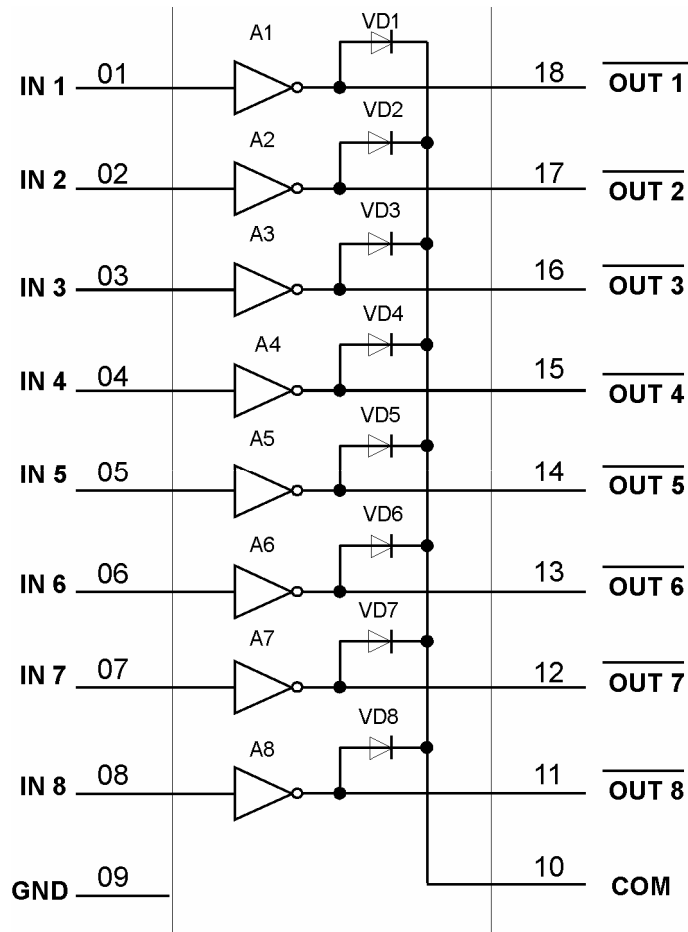 A1 VD1
IN 1 01 18 OUT 1
A2 VD2
IN 2 02 17 OUT 2
A3 VD3
IN 3 03 16 OUT 3
A4 VD4
IN 4 04 15 OUT 4
A5 VD5
IN 5 05 14 OUT 5
A6 VD6
IN 6 06 13 OUT 6
A7 VD7
IN 7 07 12 OUT 7
A8 VD8
IN 8 08 11 OUT 8
GND 09 10 COM